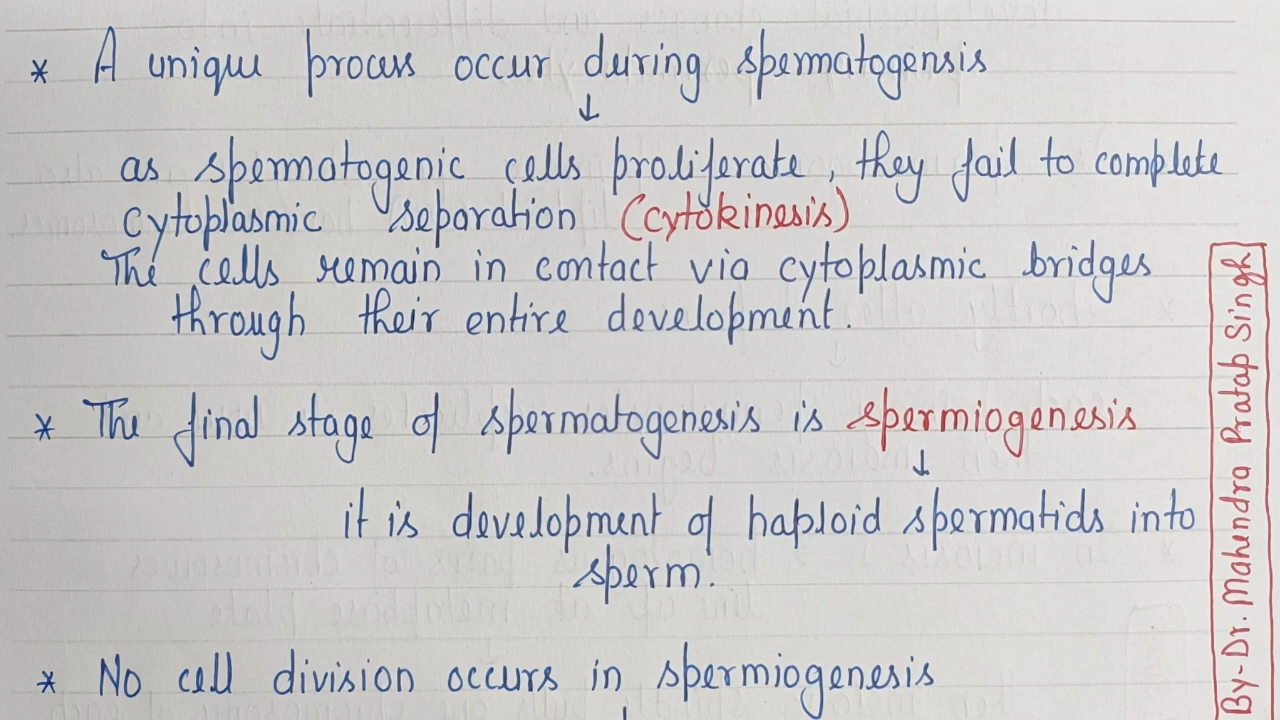 * A unique process occur during spermatogensis
↓
as spermatogenic cells proliferate, they fail to complete
cytoplasmic separation (cytokinesis)
The cells remain in contact via cytoplasmic bridges
through their entire development.
* The final stage of spermatogenesis is spermiogenesis
↓
it is development of haploid spermatids into
sperm.
* No cell division occurs in spermiogenesis
By-Dr. Mahendra Pratap Singh